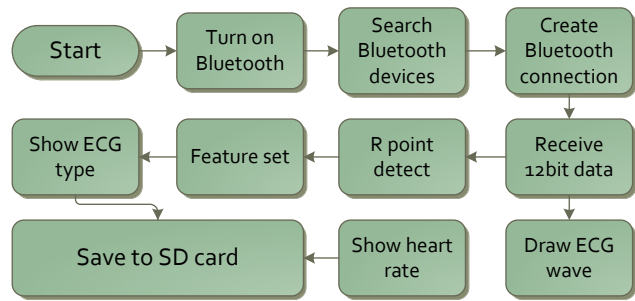 Start
Turn on
Bluetooth
Search
Bluetooth
devices
Create
Bluetooth
connection
Show ECG
type
Feature set
R point
detect
Receive
12bit data
Save to SD card
Show heart
rate
Draw ECG
wave